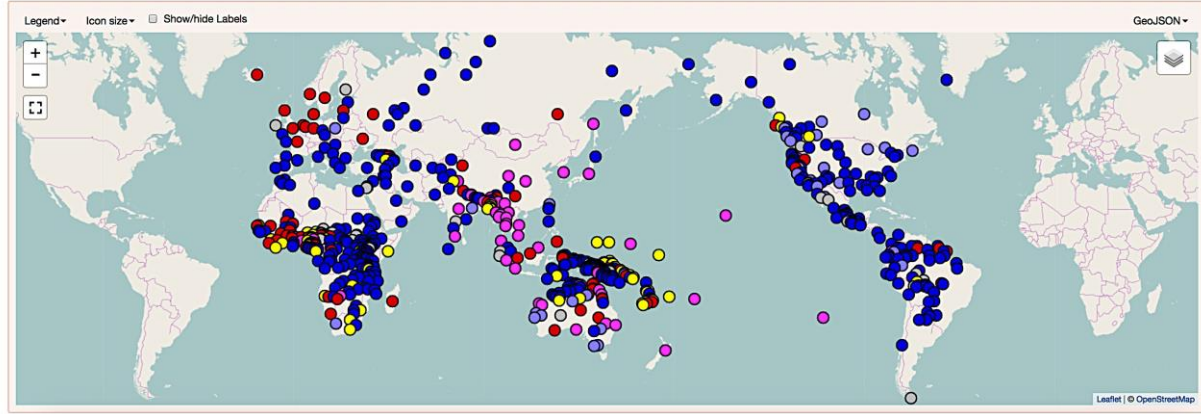 Legend Icon size Show/hide Labels GeoJSON
+
−
Leaflet | © OpenStreetMap